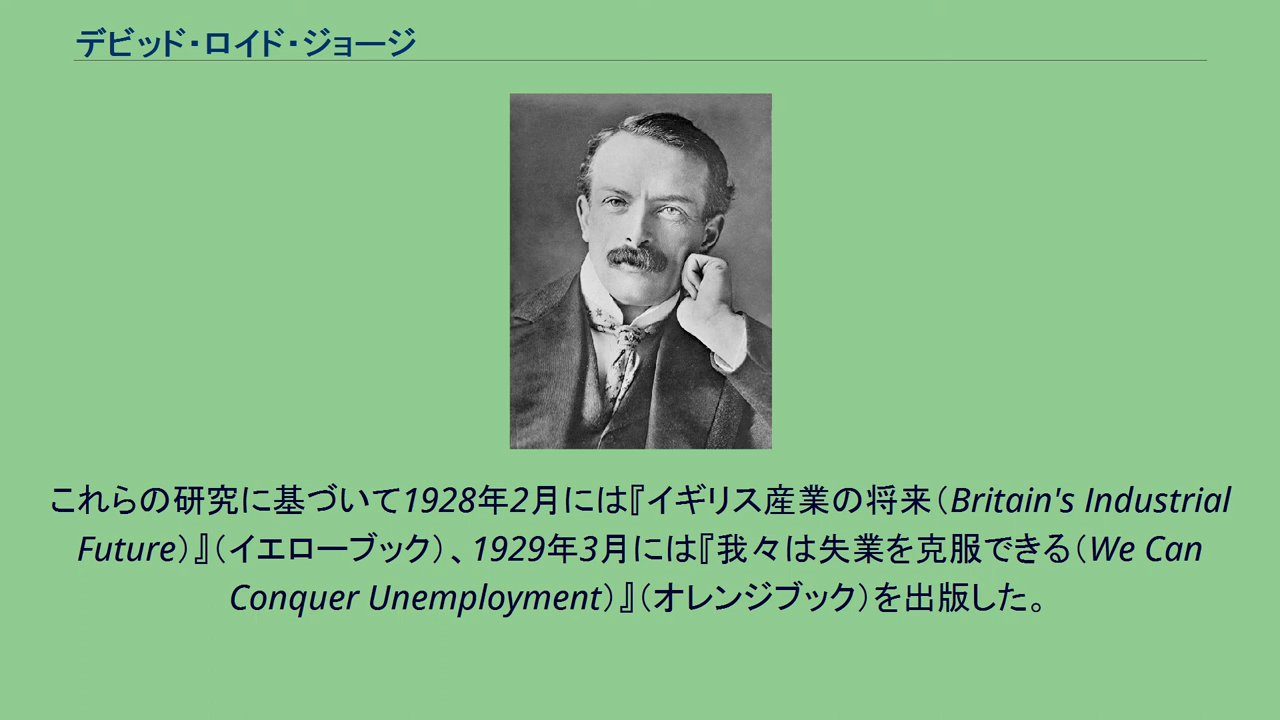 デビッド・ロイド・ジョージ
これらの研究に基づいて1928年2月には『イギリス産業の将来（Britain's Industrial
Future）』（イエローブック）、1929年3月には『我々は失業を克服できる（We Can
Conquer Unemployment）』（オレンジブック）を出版した。